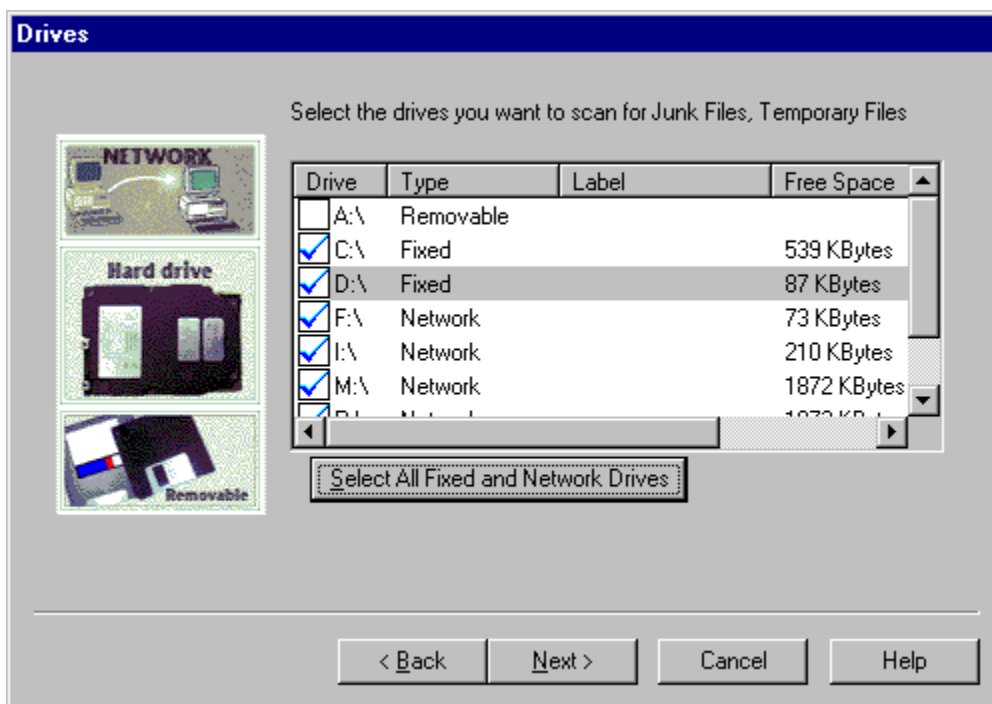 Drives
Select the drives you want to scan for Junk Files, Temporary Files
NETWORK
Hard drive
Removable
Drive Type Label Free Space
A:\ Removable
C:\ Fixed 539 KBytes
D:\ Fixed 87 KBytes
F:\ Network 73 KBytes
I:\ Network 210 KBytes
M:\ Network 1872 KBytes
Select All Fixed and Network Drives
< Back Next > Cancel Help